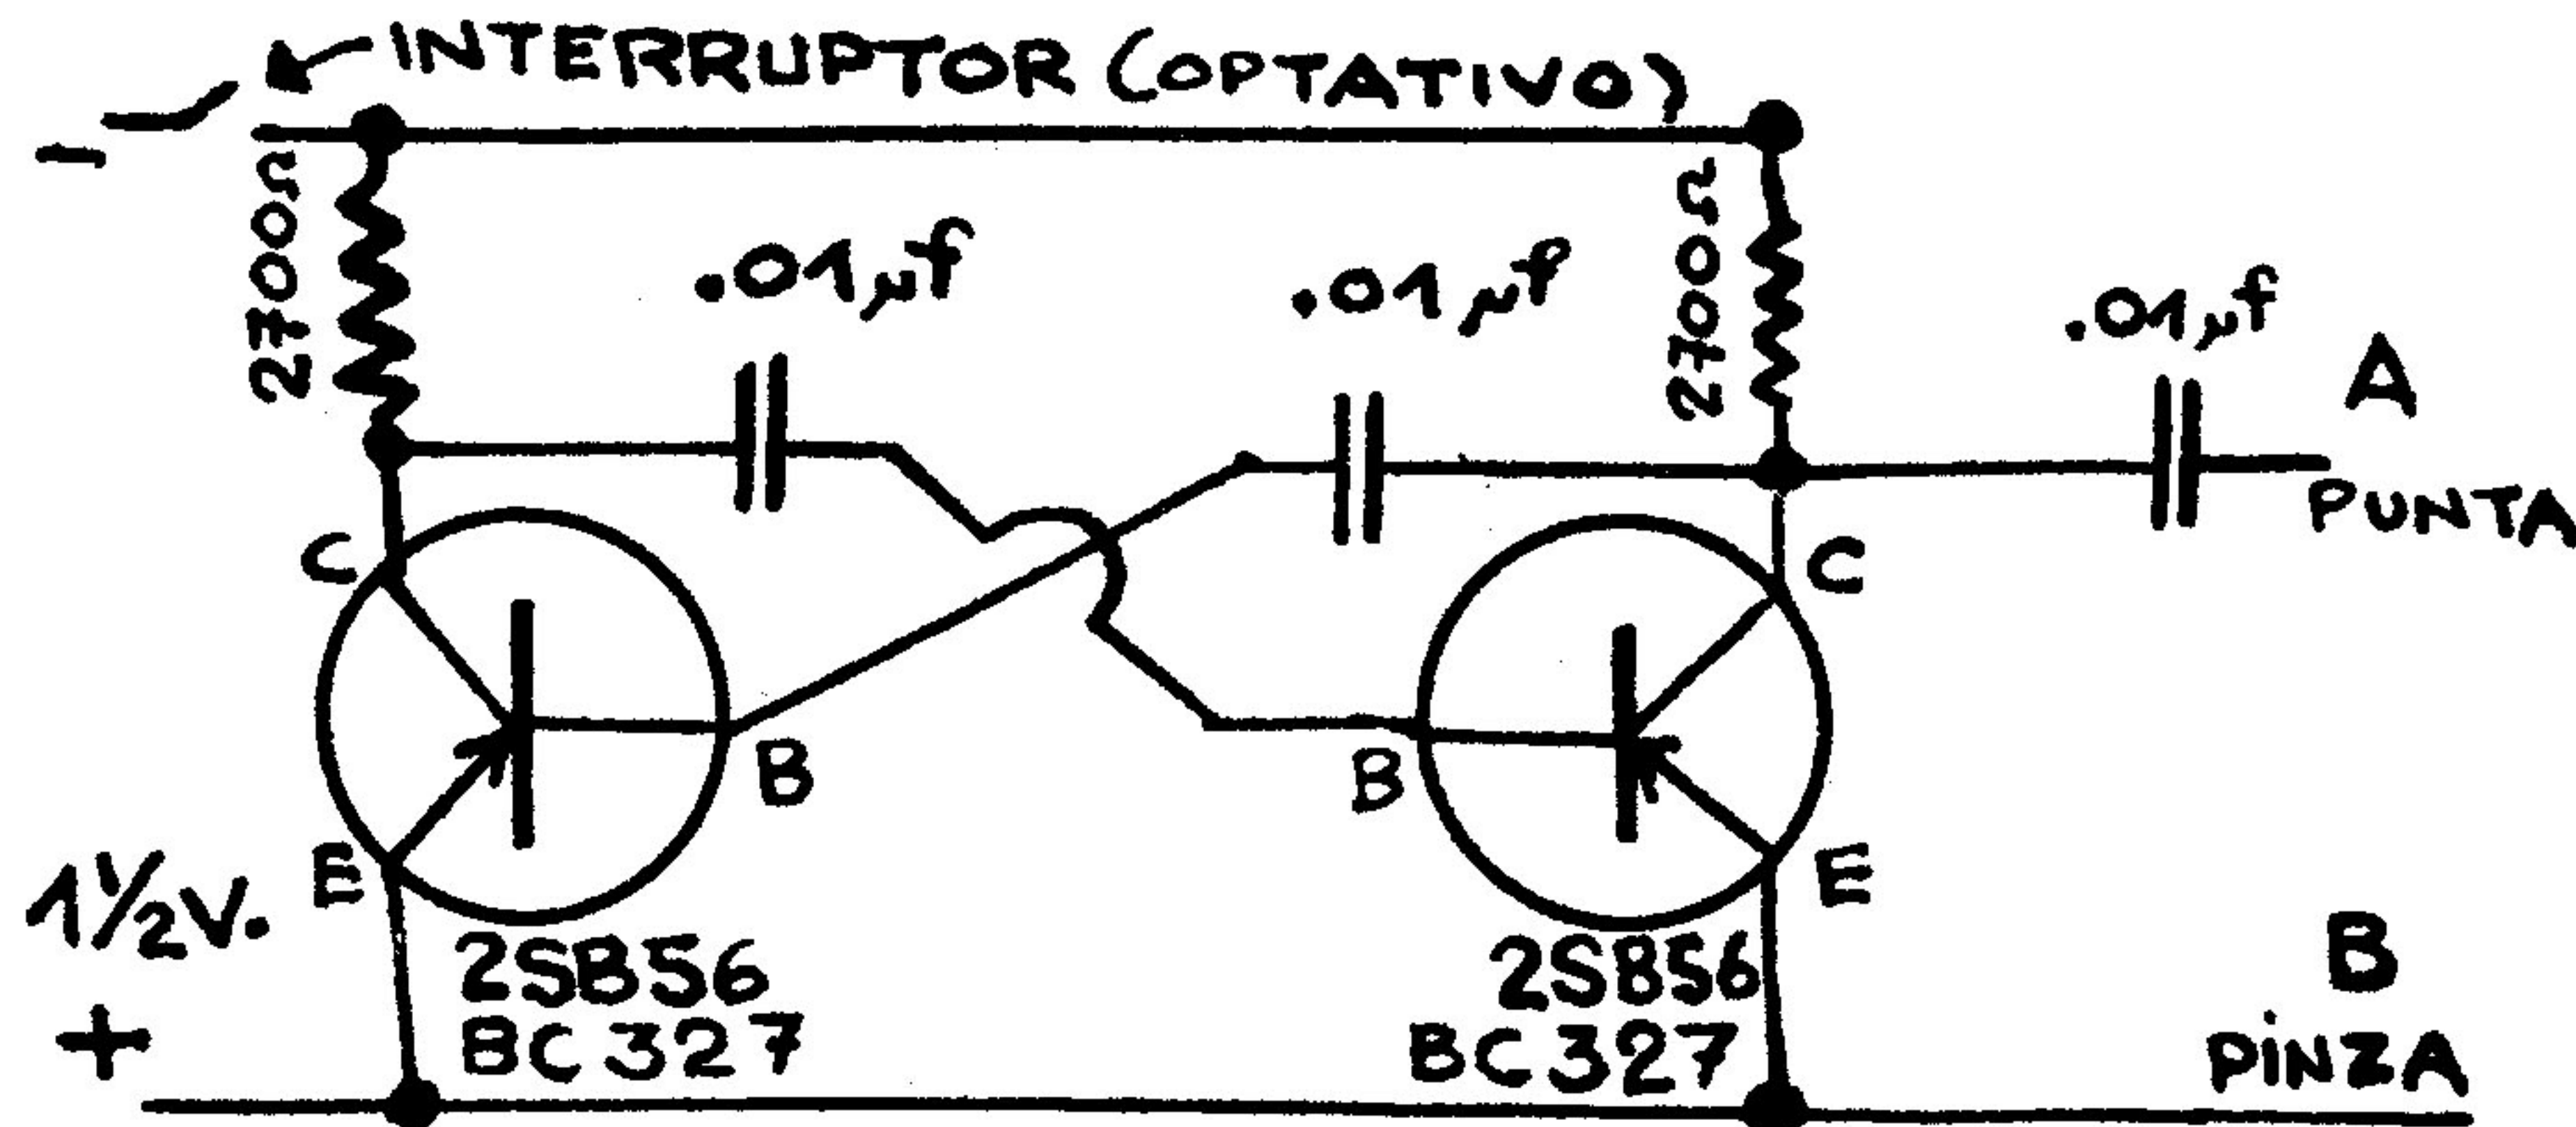 INTERRUPTOR (OPTATIVO)
-
2700Ω
.01µf
.01µf
2700Ω
.01µf
A
PUNTA
C
C
B
B
E
E
1½V.
+
2SB56
BC327
2SB56
BC327
B
PiNZA